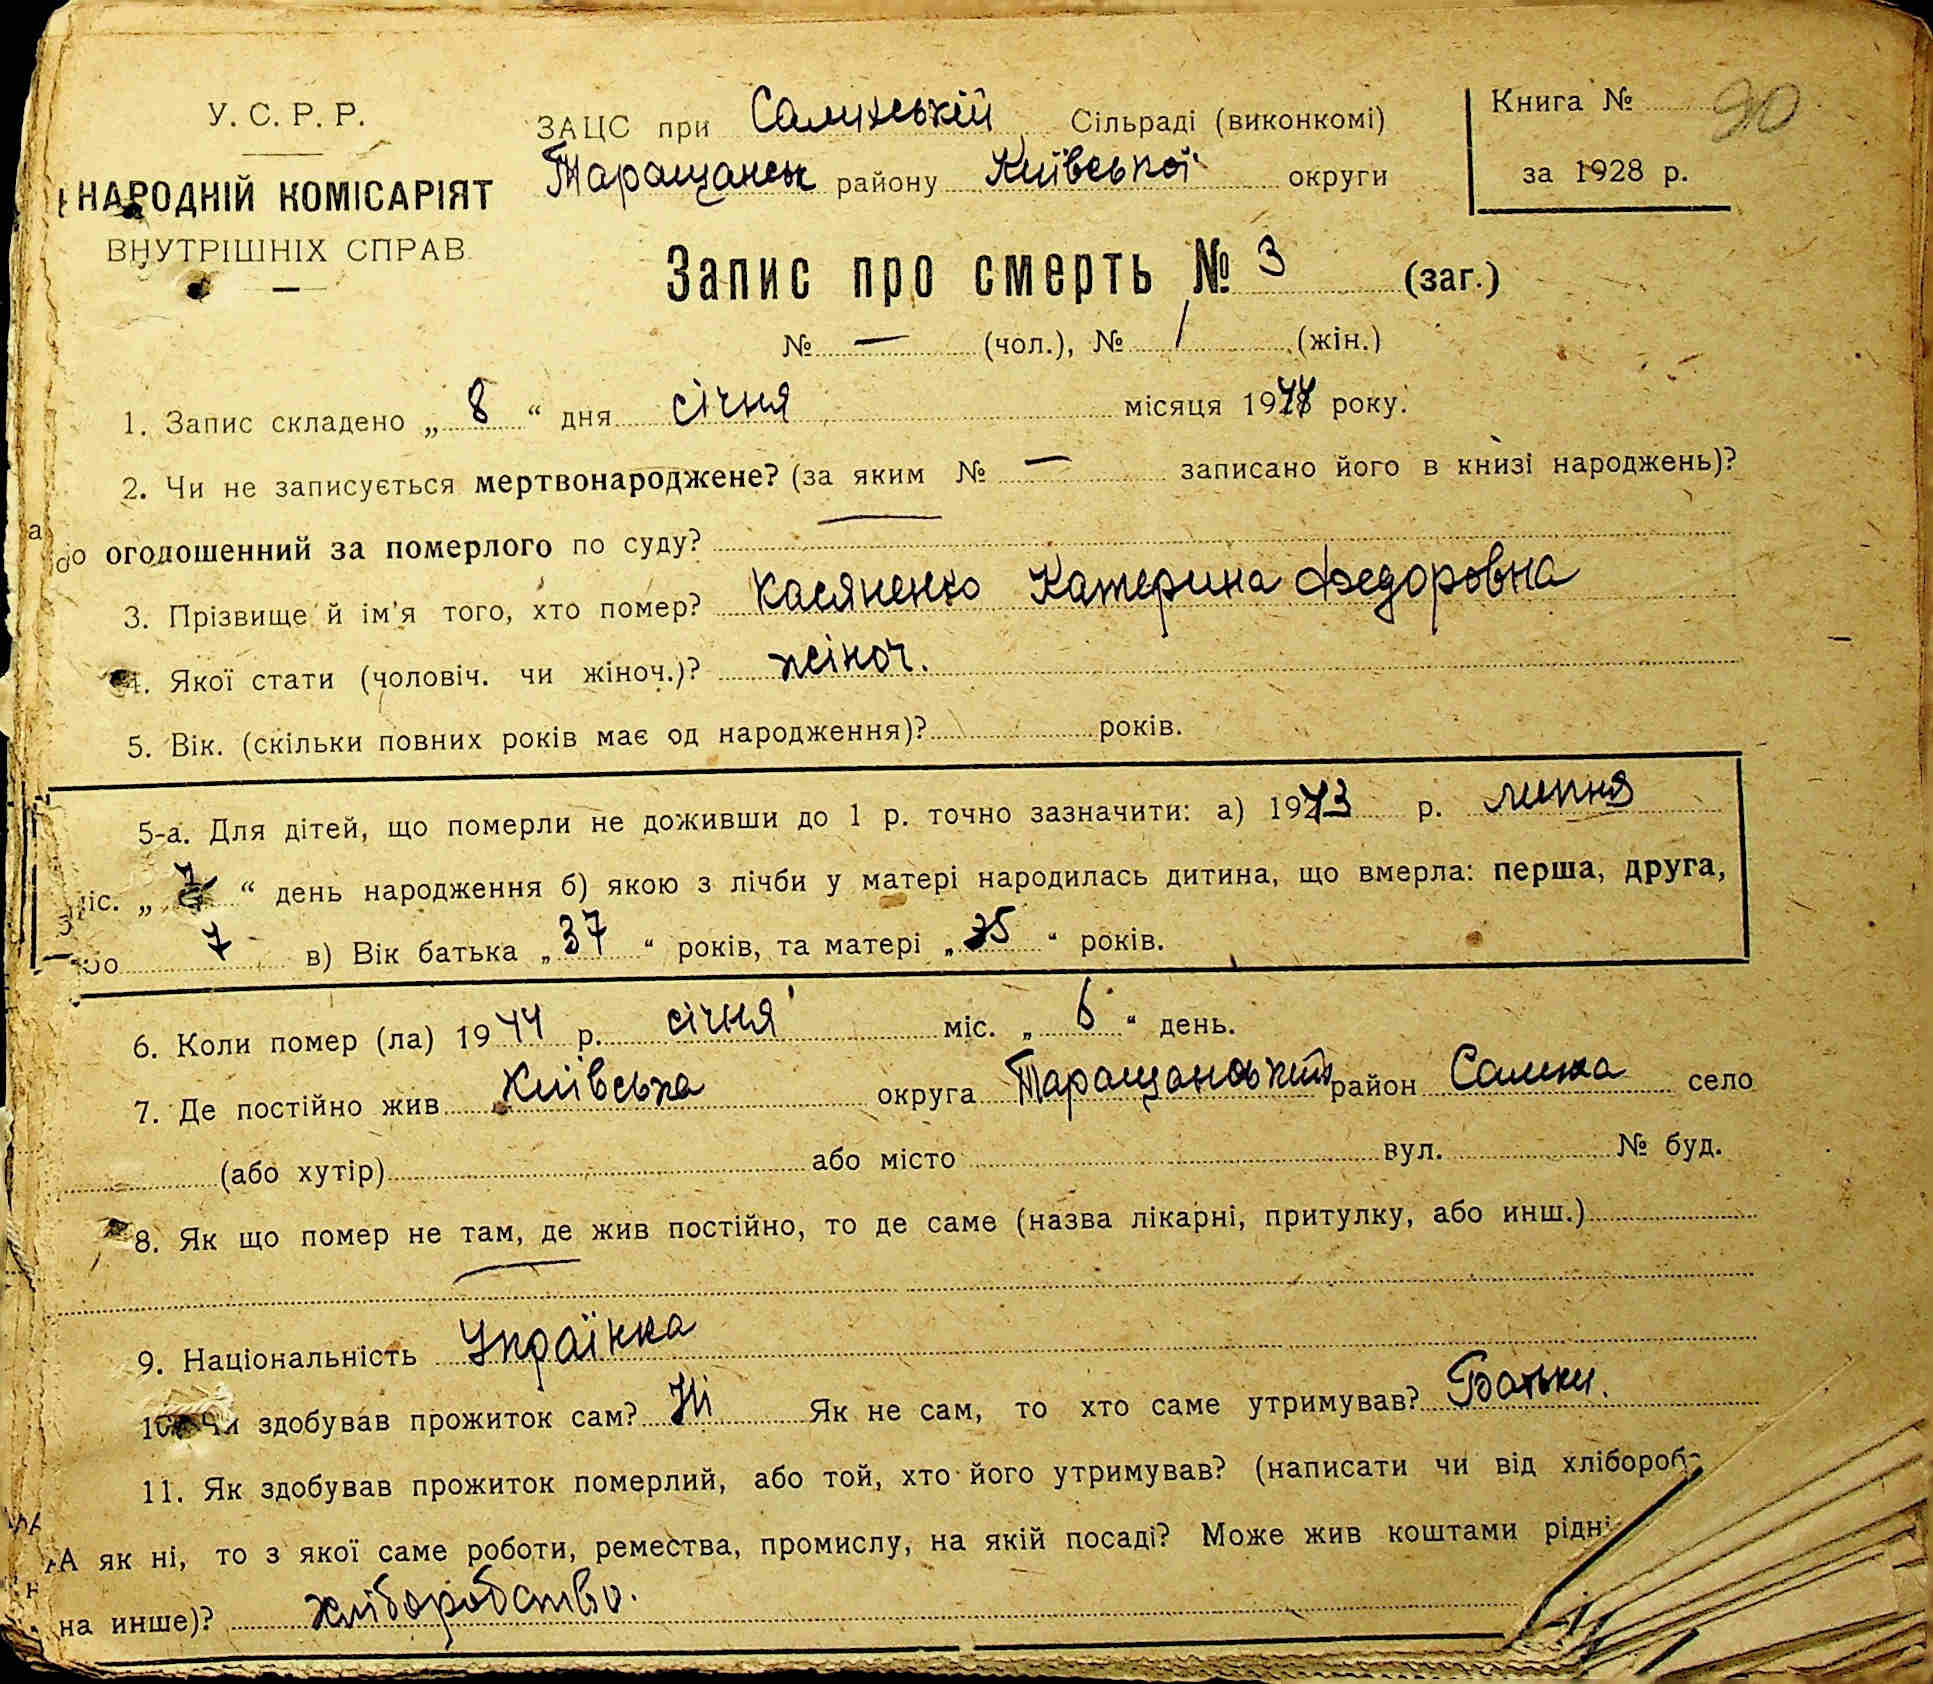 У. С. Р. Р.
НАРОДНІЙ КОМІСАРІЯТ
ВНУТРІШНІХ СПРАВ
ЗАЦС при Салиській Сільраді (виконкомі)
Таращанськ району Київської округи
Книга № 90
за 1928 р.
Запис про смерть № 3 (заг.)
№ — (чол.), № 1 (жін.)
1. Запис складено „ 8 “ дня січня місяця 1944 року.
2. Чи не записується мертвонароджене? (за яким № — записано його в книзі народжень)?
або оголошенний за померлого по суду? —
3. Прізвище й ім'я того, хто помер? Касяненко Катерина Федоровна
4. Якої стати (чоловіч. чи жіноч.)? жіноч.
5. Вік. (скільки повних років має од народження)? років.
5-а. Для дітей, що померли не доживши до 1 р. точно зазначити: а) 1943 р. липня
міс. „ 7 “ день народження б) якою з лічби у матері народилась дитина, що вмерла: перша, друга,
або 7 в) Вік батька „ 37 “ років, та матері „ 35 “ років.
6. Коли помер (ла) 1944 р. січня міс. „ 6 “ день.
7. Де постійно жив Київська округа Таращанський район Салиха село
(або хутір) або місто вул. № буд.
8. Як що помер не там, де жив постійно, то де саме (назва лікарні, притулку, або инш.)
—
9. Національність Українка
10. Чи здобував прожиток сам? Ні Як не сам, то хто саме утримував? Батьки.
11. Як здобував прожиток померлий, або той, хто його утримував? (написати чи від хлібороб
А як ні, то з якої саме роботи, ремества, промислу, на якій посаді? Може жив коштами рідні
на инше)? хліборобство.